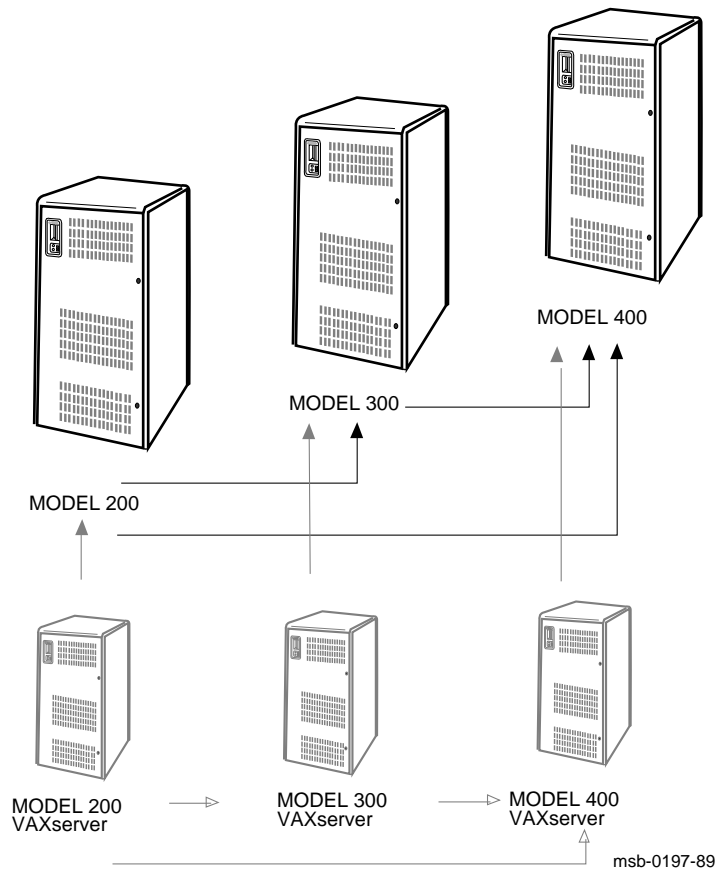 MODEL 400
MODEL 300
MODEL 200
MODEL 200
VAXserver
MODEL 300
VAXserver
MODEL 400
VAXserver
msb-0197-89